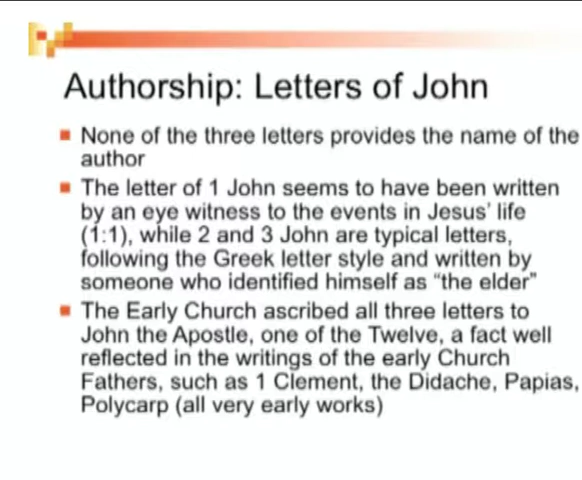 Authorship: Letters of John
None of the three letters provides the name of the
author
The letter of 1 John seems to have been written
by an eye witness to the events in Jesus' life
(1:1), while 2 and 3 John are typical letters,
following the Greek letter style and written by
someone who identified himself as "the elder"
The Early Church ascribed all three letters to
John the Apostle, one of the Twelve, a fact well
reflected in the writings of the early Church
Fathers, such as 1 Clement, the Didache, Papias,
Polycarp (all very early works)